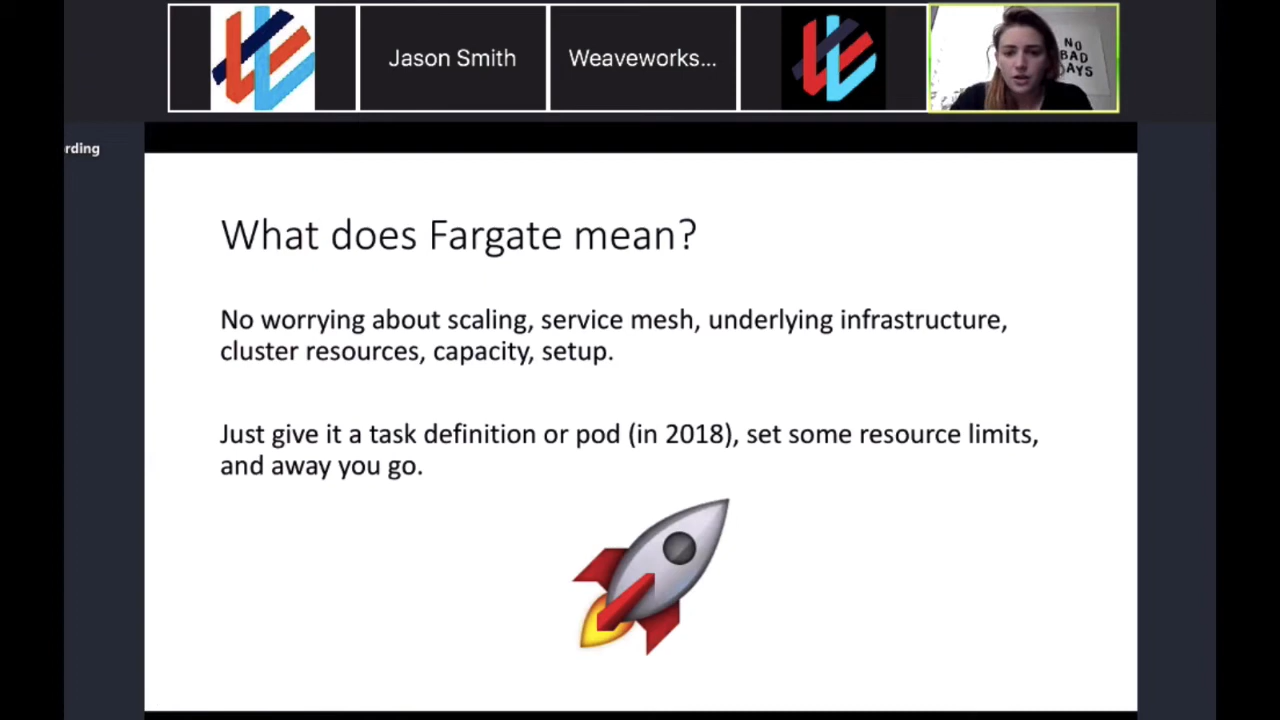 Jason Smith
Weaveworks...
NO
BAD
DAYS
rding
What does Fargate mean?
No worrying about scaling, service mesh, underlying infrastructure,
cluster resources, capacity, setup.
Just give it a task definition or pod (in 2018), set some resource limits,
and away you go.